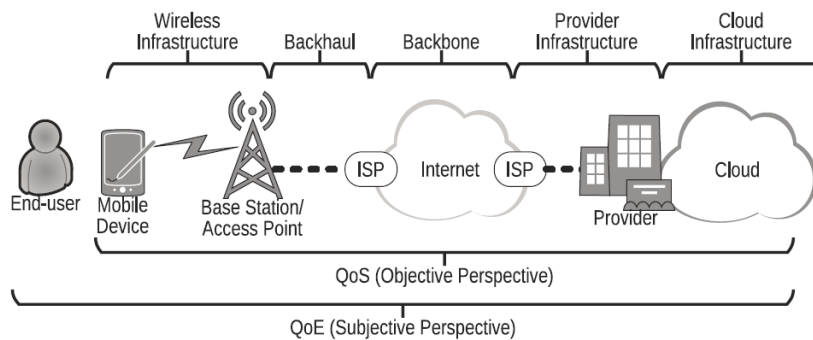 Wireless
Infrastructure
Backhaul
Backbone
Provider
Infrastructure
Cloud
Infrastructure
ISP
Internet
ISP
Cloud
End-user
Mobile
Device
Base Station/
Access Point
Provider
QoS (Objective Perspective)
QoE (Subjective Perspective)